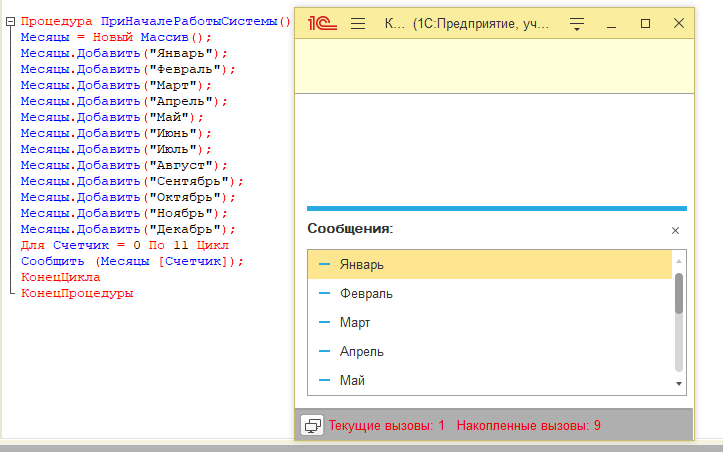 Процедура ПриНачалеРаботыСистемы()
Месяцы = Новый Массив();
Месяцы.Добавить("Январь");
Месяцы.Добавить("Февраль");
Месяцы.Добавить("Март");
Месяцы.Добавить("Апрель");
Месяцы.Добавить("Май");
Месяцы.Добавить("Июнь");
Месяцы.Добавить("Июль");
Месяцы.Добавить("Август");
Месяцы.Добавить("Сентябрь");
Месяцы.Добавить("Октябрь");
Месяцы.Добавить("Ноябрь");
Месяцы.Добавить("Декабрь");
Для Счетчик = 0 По 11 Цикл
Сообщить (Месяцы [Счетчик]);
КонецЦикла
КонецПроцедуры
1С К... (1С:Предприятие, уч...
Сообщения:
Январь
Февраль
Март
Апрель
Май
Текущие вызовы: 1 Накопленные вызовы: 9